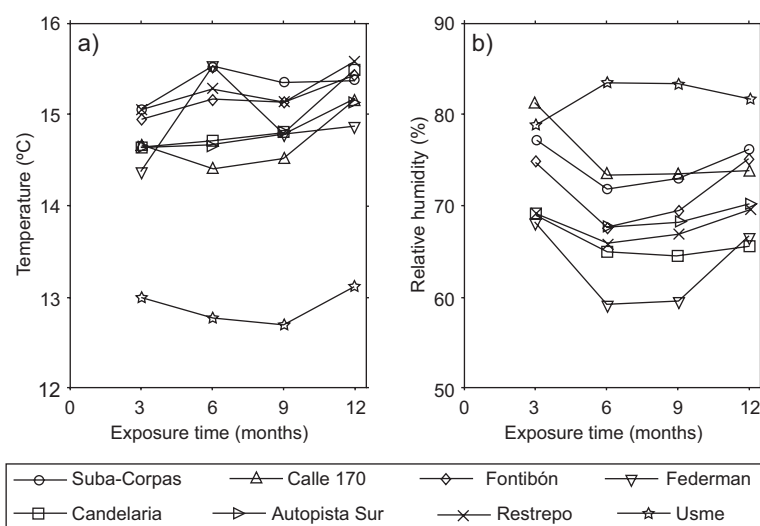 a)
Temperature (ºC)
16
15
14
13
12
0 3 6 9 12
Exposure time (months)
b)
Relative humidity (%)
90
80
70
60
50
0 3 6 9 12
Exposure time (months)
Suba-Corpas Calle 170 Fontibón Federman
Candelaria Autopista Sur Restrepo Usme